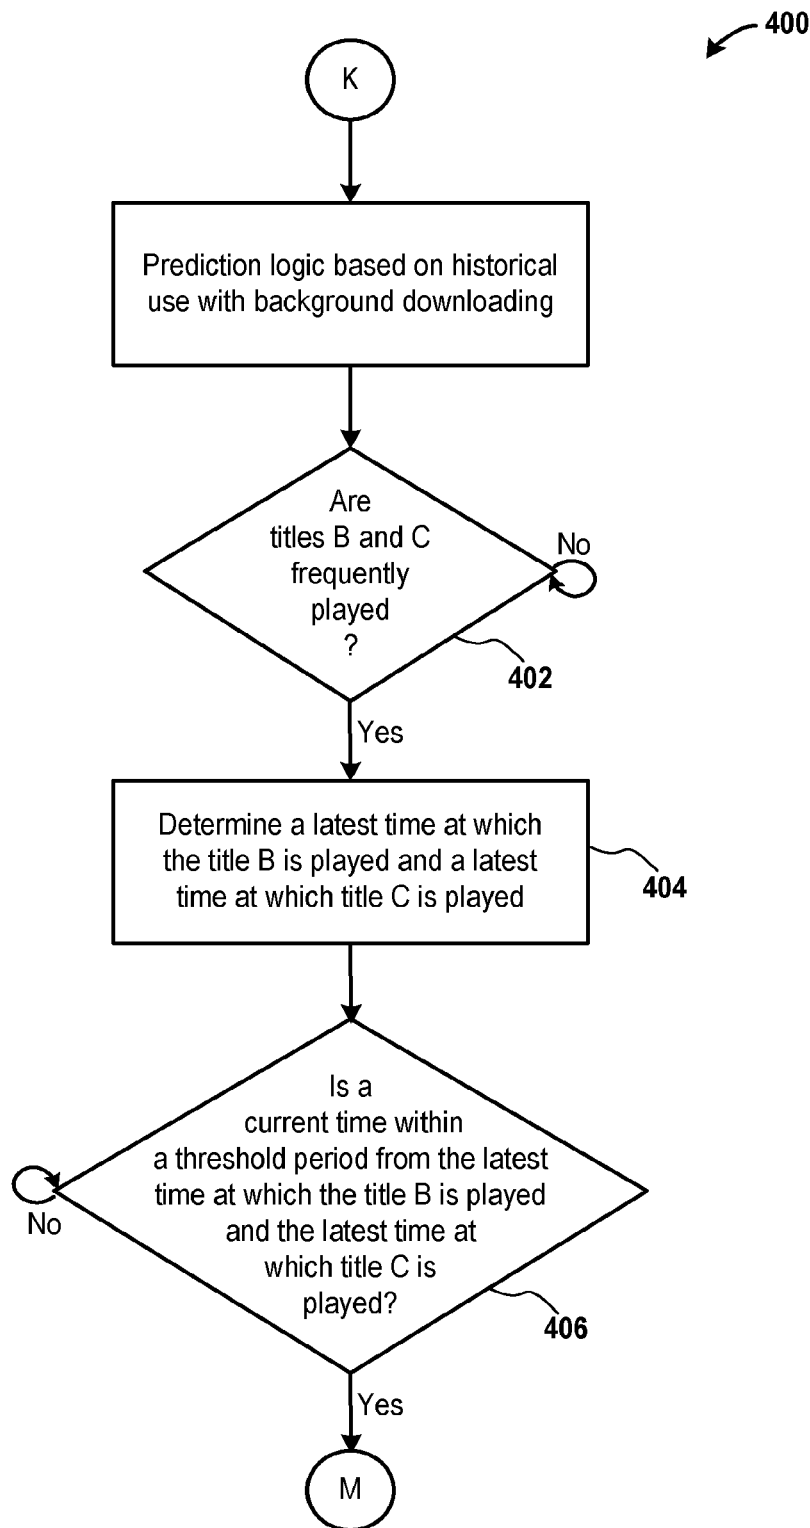 400
K
Prediction logic based on historical
use with background downloading
Are
titles B and C
frequently
played
?
No
402
Yes
Determine a latest time at which
the title B is played and a latest
time at which title C is played
404
Is a
current time within
a threshold period from the latest
time at which the title B is played
and the latest time at
which title C is
played?
No
406
Yes
M